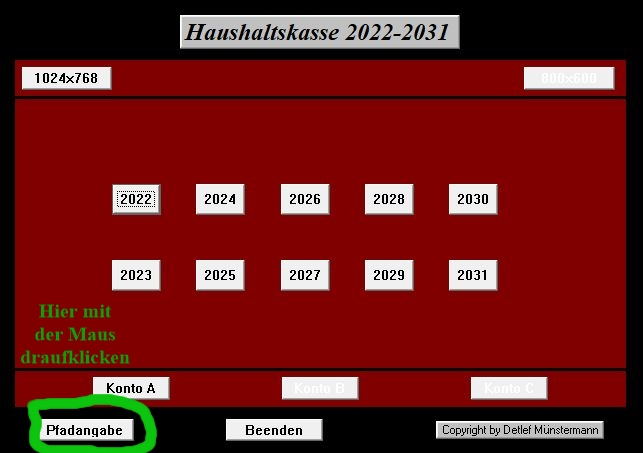 Haushaltskasse 2022-2031
1024x768
800x600
2022 2024 2026 2028 2030
2023 2025 2027 2029 2031
Hier mit
der Maus
draufklicken
Konto A Konto B Konto C
Pfadangabe Beenden Copyright by Detlef Münstermann